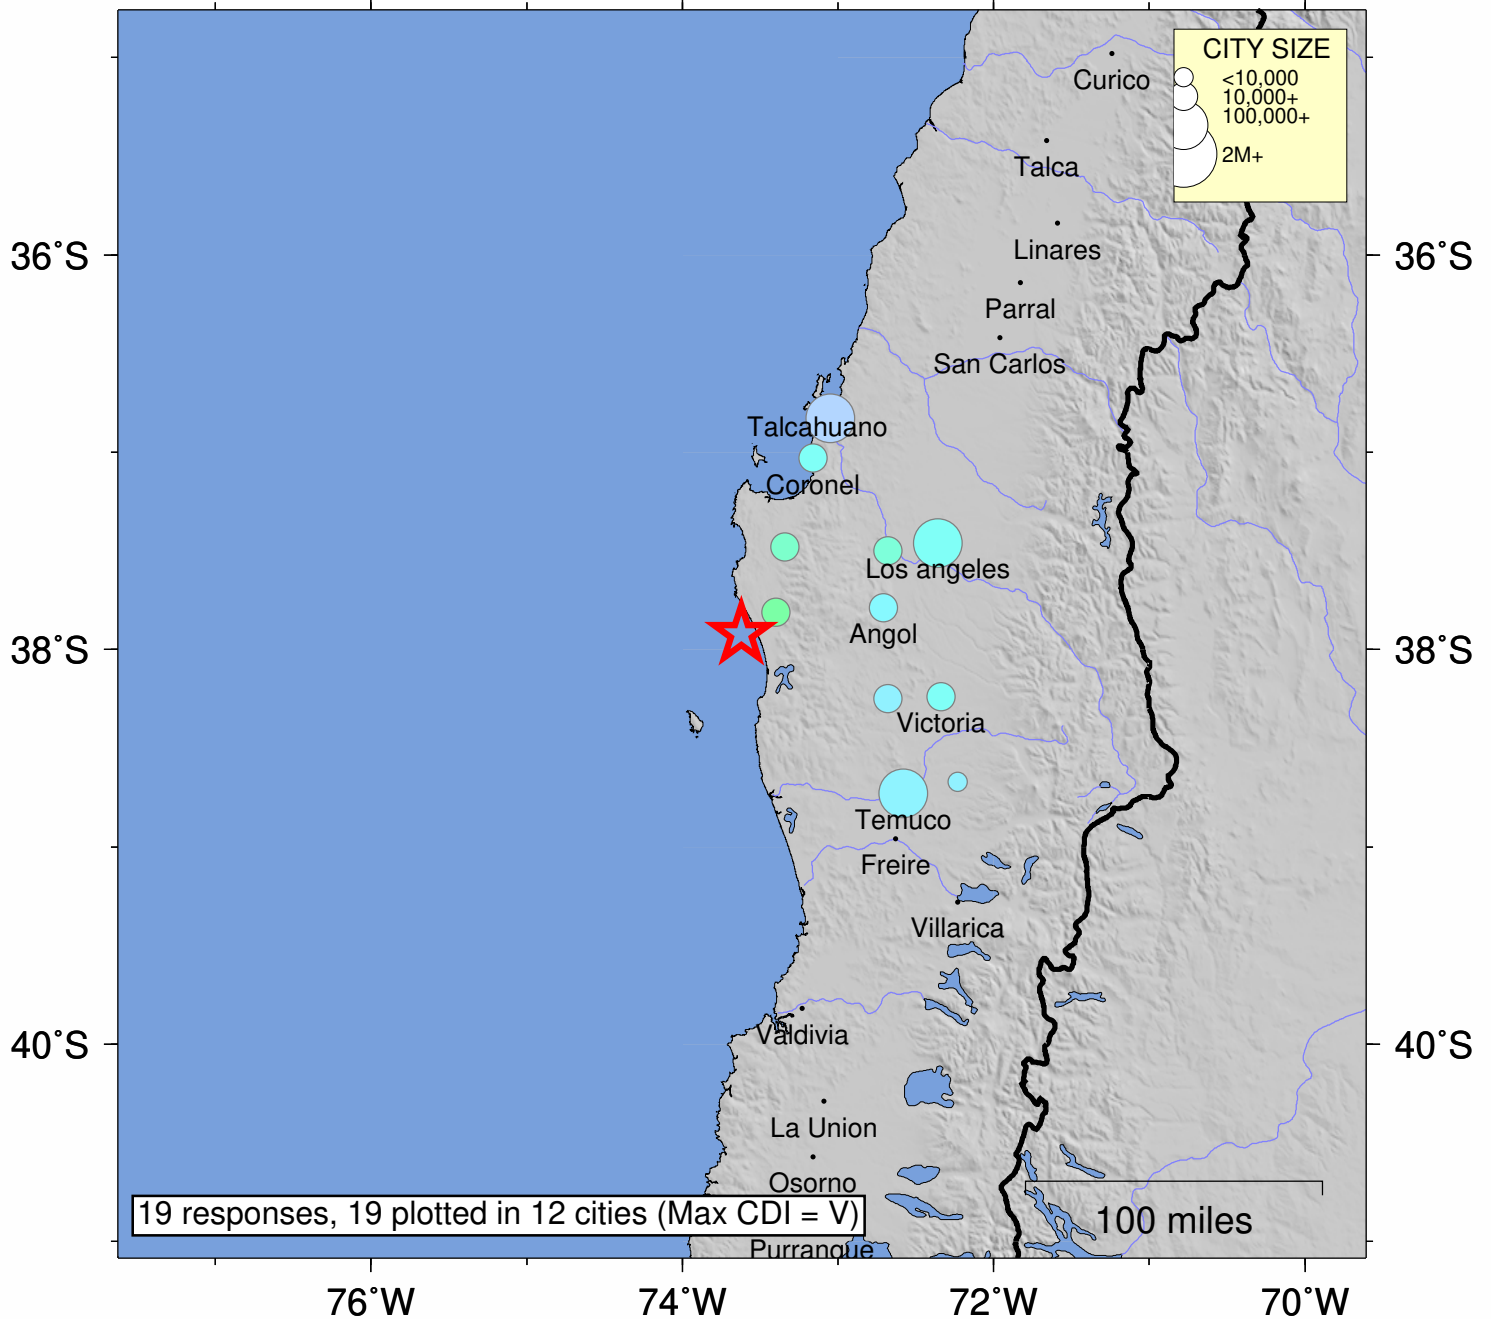 CITY SIZE
<10,000
10,000+
100,000+
2M+
Curico
Talca
Linares
36°S
36°S
Parral
San Carlos
Talcahuano
Coronel
Los angeles
Angol
38°S
38°S
Victoria
Temuco
Freire
Villarica
Valdivia
40°S
40°S
La Union
Osorno
19 responses, 19 plotted in 12 cities (Max CDI = V)
100 miles
Purranque
76°W
74°W
72°W
70°W